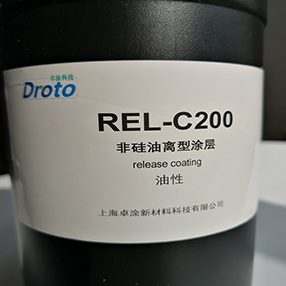 卓涂科技
Droto
REL-C200
非硅油离型涂层
release coating
油性
上海卓涂新材料科技有限公司